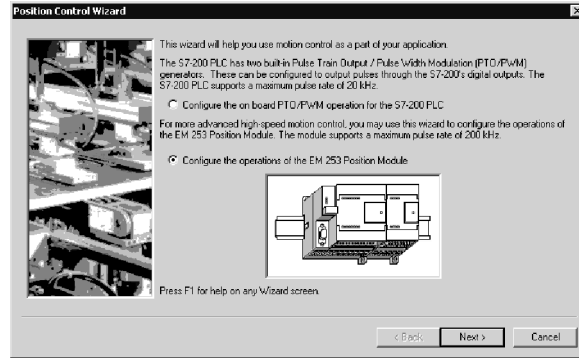 Position Control Wizard
This wizard will help you use motion control as a part of your application.
The S7-200 PLC has two built-in Pulse Train Output / Pulse Width Modulation (PTO/PWM)
generators. These can be configured to output pulses through the S7-200's digital outputs. The
S7-200 PLC supports a maximum pulse rate of 20 kHz.
Configure the on board PTO/PWM operation for the S7-200 PLC
For more advanced high-speed motion control, you may use this wizard to configure the operations of
the EM 253 Position Module. The module supports a maximum pulse rate of 200 kHz.
Configure the operations of the EM 253 Position Module
Press F1 for help on any Wizard screen.
< Back
Next >
Cancel